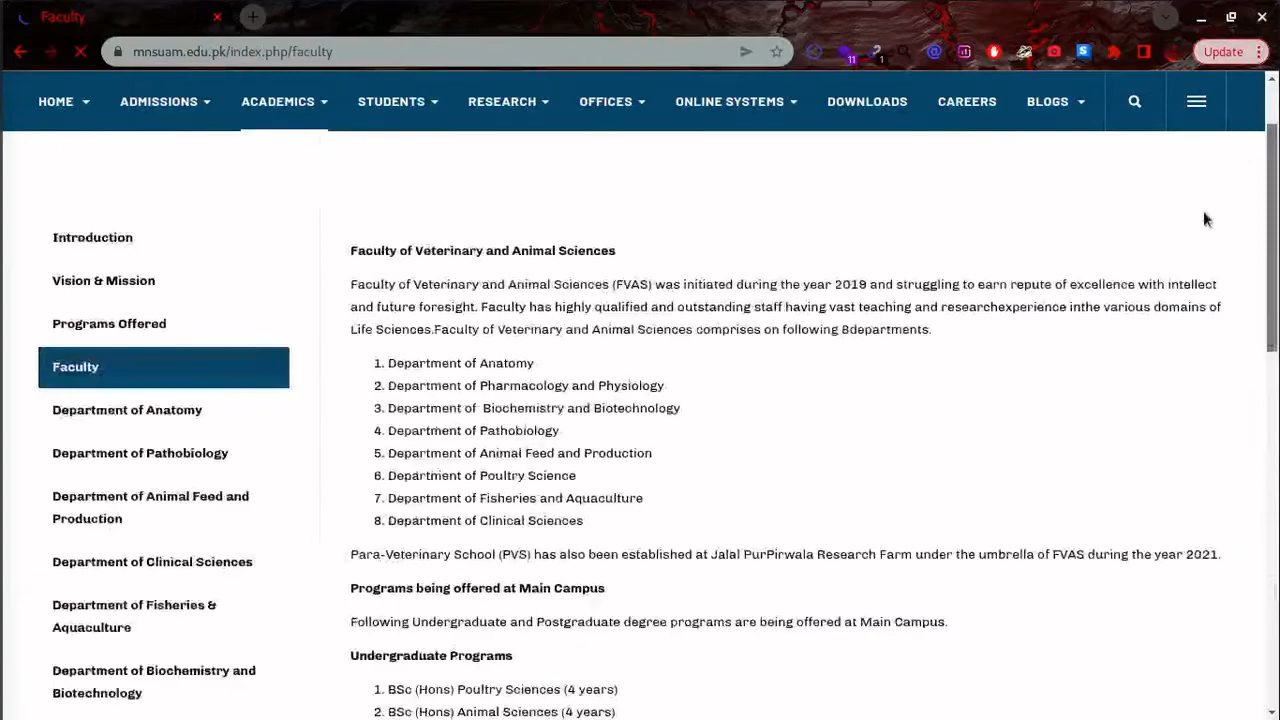 Faculty
mnsuam.edu.pk/index.php/faculty
11
1
Update
HOME
ADMISSIONS
ACADEMICS
STUDENTS
RESEARCH
OFFICES
ONLINE SYSTEMS
DOWNLOADS
CAREERS
BLOGS
Introduction
Vision & Mission
Programs Offered
Faculty
Department of Anatomy
Department of Pathobiology
Department of Animal Feed and
Production
Department of Clinical Sciences
Department of Fisheries &
Aquaculture
Department of Biochemistry and
Biotechnology
Faculty of Veterinary and Animal Sciences
Faculty of Veterinary and Animal Sciences (FVAS) was initiated during the year 2019 and struggling to earn repute of excellence with intellect
and future foresight. Faculty has highly qualified and outstanding staff having vast teaching and researchexperience inthe various domains of
Life Sciences.Faculty of Veterinary and Animal Sciences comprises on following 8departments.
1. Department of Anatomy
2. Department of Pharmacology and Physiology
3. Department of Biochemistry and Biotechnology
4. Department of Pathobiology
5. Department of Animal Feed and Production
6. Department of Poultry Science
7. Department of Fisheries and Aquaculture
8. Department of Clinical Sciences
Para-Veterinary School (PVS) has also been established at Jalal PurPirwala Research Farm under the umbrella of FVAS during the year 2021.
Programs being offered at Main Campus
Following Undergraduate and Postgraduate degree programs are being offered at Main Campus.
Undergraduate Programs
1. BSc (Hons) Poultry Sciences (4 years)
2. BSc (Hons) Animal Sciences (4 years)